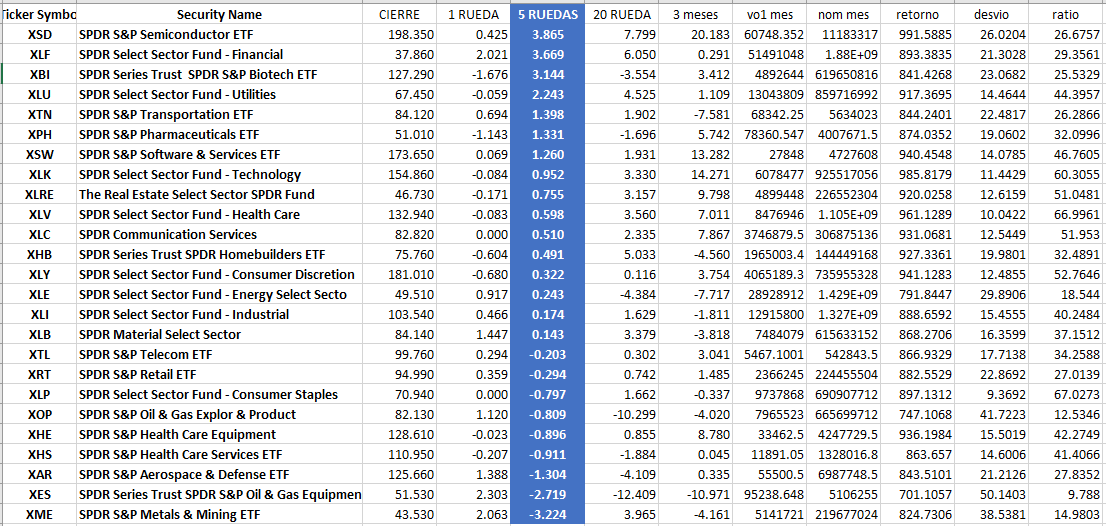 Ticker Symbo Security Name CIERRE 1 RUEDA 5 RUEDAS 20 RUEDA 3 meses vo1 mes nom mes retorno desvio ratio
XSD SPDR S&P Semiconductor ETF 198.350 0.425 3.865 7.799 20.183 60748.352 11183317 991.5885 26.0204 26.6757
XLF SPDR Select Sector Fund - Financial 37.860 2.021 3.669 6.050 0.291 51491048 1.88E+09 893.3835 21.3028 29.3561
XBI SPDR Series Trust SPDR S&P Biotech ETF 127.290 -1.676 3.144 -3.554 3.412 4892644 619650816 841.4268 23.0682 25.5329
XLU SPDR Select Sector Fund - Utilities 67.450 -0.059 2.243 4.525 1.109 13043809 859716992 917.3695 14.4644 44.3957
XTN SPDR S&P Transportation ETF 84.120 0.694 1.398 1.902 -7.581 68342.25 5634023 844.2401 22.4817 26.2866
XPH SPDR S&P Pharmaceuticals ETF 51.010 -1.143 1.331 -1.696 5.742 78360.547 4007671.5 874.0352 19.0602 32.0996
XSW SPDR S&P Software & Services ETF 173.650 0.069 1.260 1.931 13.282 27848 4727608 940.4548 14.0785 46.7605
XLK SPDR Select Sector Fund - Technology 154.860 -0.084 0.952 3.330 14.271 6078477 925517056 985.8179 11.4429 60.3055
XLRE The Real Estate Select Sector SPDR Fund 46.730 -0.171 0.755 3.157 9.798 4899448 226552304 920.0258 12.6159 51.0481
XLV SPDR Select Sector Fund - Health Care 132.940 -0.083 0.598 3.560 7.011 8476946 1.105E+09 961.1289 10.0422 66.9961
XLC SPDR Communication Services 82.820 0.000 0.510 2.335 7.867 3746879.5 306875136 931.0681 12.5449 51.953
XHB SPDR Series Trust SPDR Homebuilders ETF 75.760 -0.604 0.491 5.033 -4.560 1965003.4 144449168 927.3361 19.9801 32.4891
XLY SPDR Select Sector Fund - Consumer Discretion 181.010 -0.680 0.322 0.116 3.754 4065189.3 735955328 941.1283 12.4855 52.7646
XLE SPDR Select Sector Fund - Energy Select Secto 49.510 0.917 0.243 -4.384 -7.717 28928912 1.429E+09 791.8447 29.8906 18.544
XLI SPDR Select Sector Fund - Industrial 103.540 0.466 0.174 1.629 -1.811 12915800 1.327E+09 888.6592 15.4555 40.2484
XLB SPDR Material Select Sector 84.140 1.447 0.143 3.379 -3.818 7484079 615633152 868.2706 16.3599 37.1512
XTL SPDR S&P Telecom ETF 99.760 0.294 -0.203 0.302 3.041 5467.1001 542843.5 866.9329 17.7138 34.2588
XRT SPDR S&P Retail ETF 94.990 0.359 -0.294 0.742 1.485 2366245 224455504 882.5529 22.8692 27.0139
XLP SPDR Select Sector Fund - Consumer Staples 70.940 0.000 -0.797 1.662 -0.337 9737868 690907712 897.1312 9.3692 67.0273
XOP SPDR S&P Oil & Gas Explor & Product 82.130 1.120 -0.809 -10.299 -4.020 7965523 665699712 747.1068 41.7223 12.5346
XHE SPDR S&P Health Care Equipment 128.610 -0.023 -0.896 0.855 8.780 33462.5 4247729.5 936.1984 15.5019 42.2749
XHS SPDR S&P Health Care Services ETF 110.950 -0.207 -0.911 -1.884 0.045 11891.05 1328016.8 863.657 14.6006 41.4066
XAR SPDR S&P Aerospace & Defense ETF 125.660 1.388 -1.304 -4.109 0.335 55500.5 6987748.5 843.5101 21.2126 27.8352
XES SPDR Series Trust SPDR S&P Oil & Gas Equipmen 51.530 2.303 -2.719 -12.409 -10.971 95238.648 5106255 701.1057 50.1403 9.788
XME SPDR S&P Metals & Mining ETF 43.530 2.063 -3.224 3.965 -4.161 5141721 219677024 824.7306 38.5381 14.9803